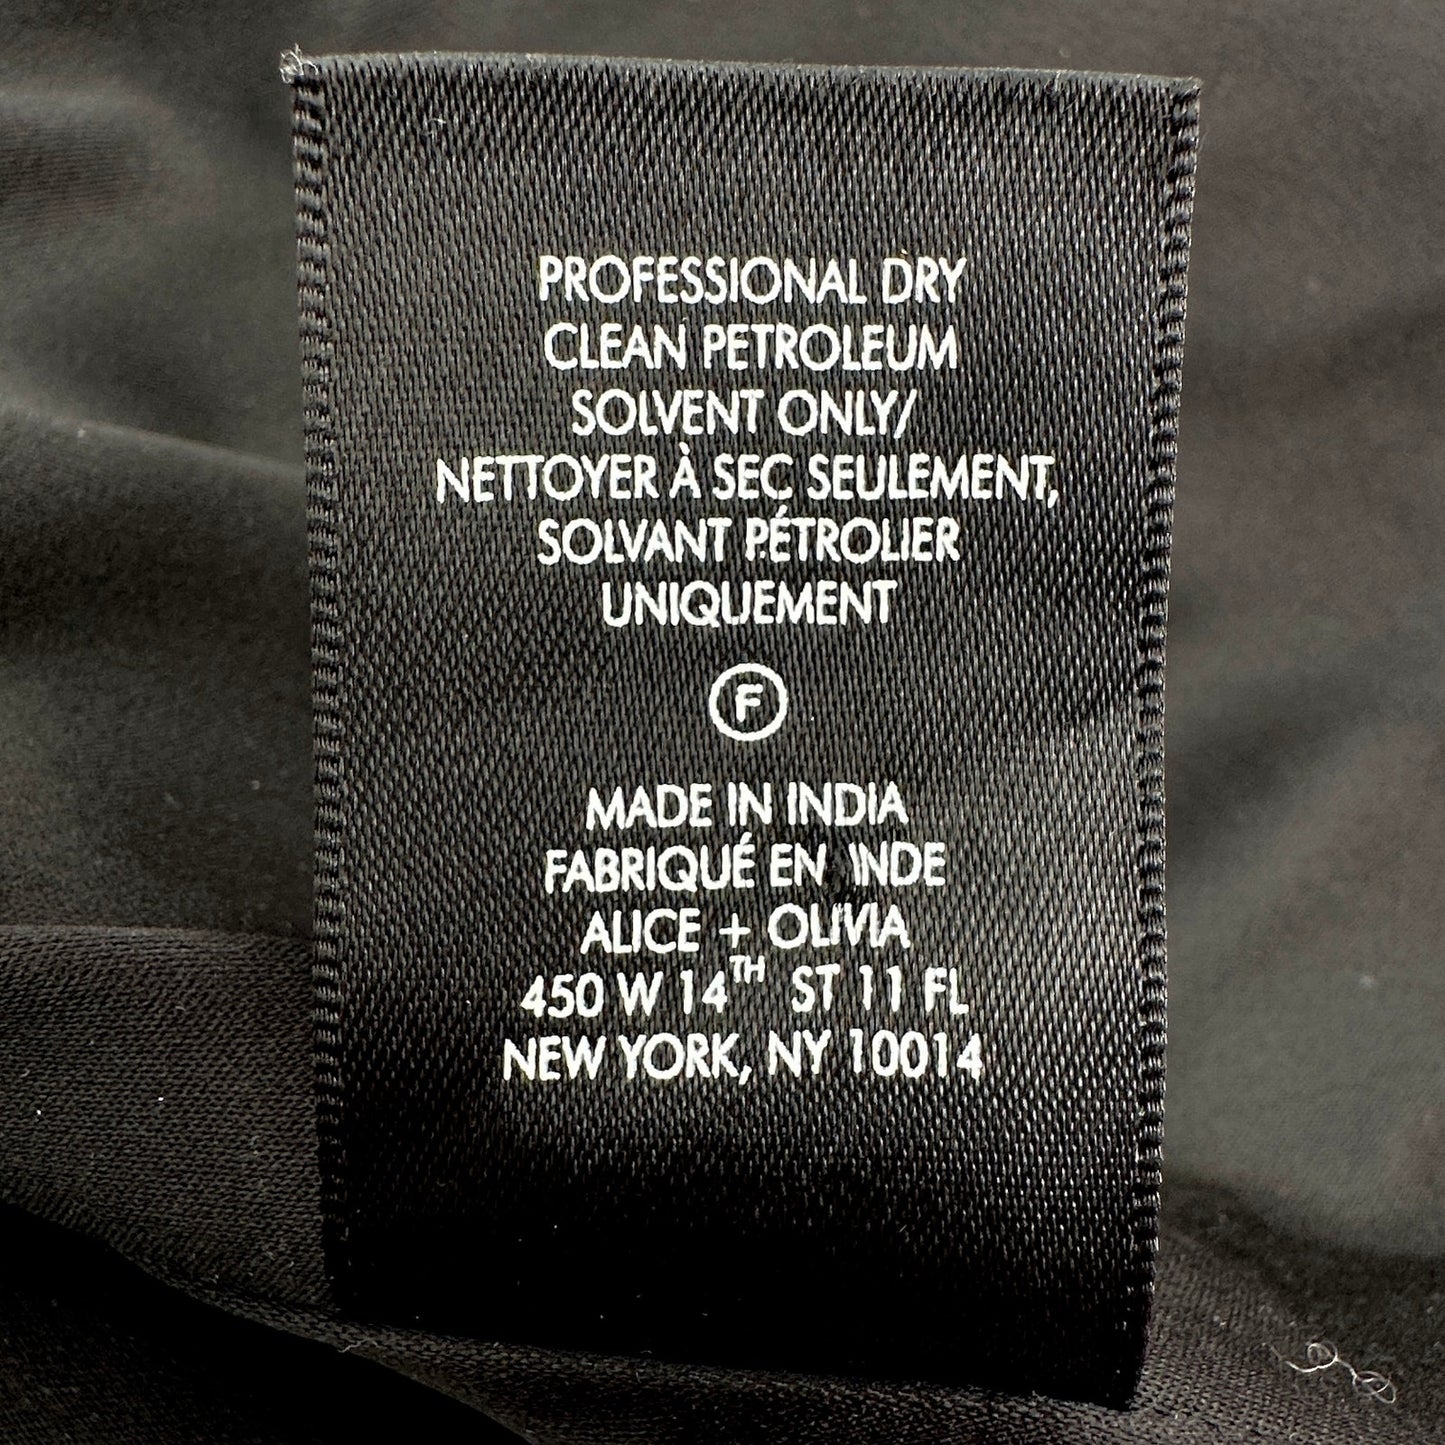 PROFESSIONAL DRY
CLEAN PETROLEUM
SOLVENT ONLY/
NETTOYER À SEC SEULEMENT,
SOLVANT PÉTROLIER
UNIQUEMENT
F
MADE IN INDIA
FABRIQUÉ EN INDE
ALICE + OLIVIA
450 W 14TH ST 11 FL
NEW YORK, NY 10014